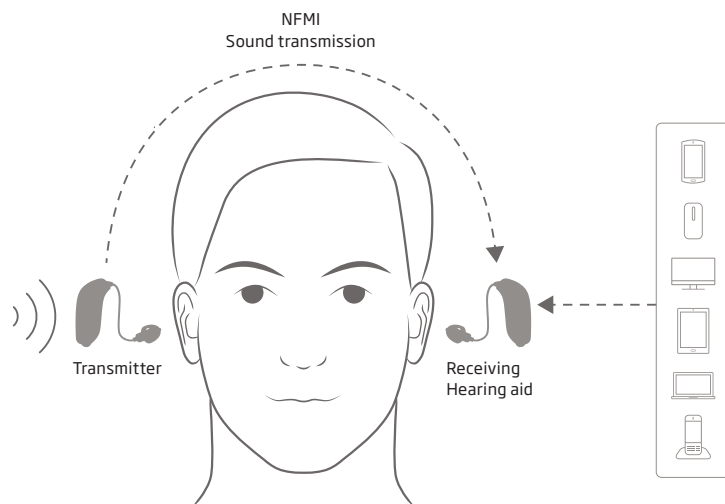 NFMI
Sound transmission
Transmitter
Receiving
Hearing aid